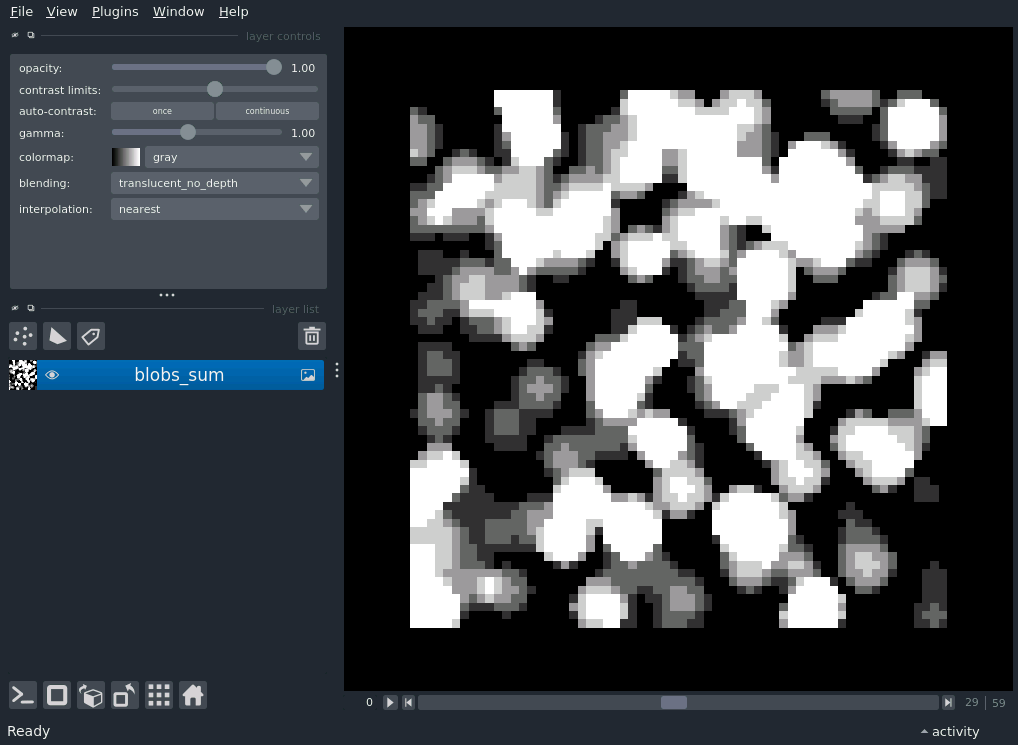 File View Plugins Window Help
layer controls
opacity: 1.00
contrast limits:
auto-contrast: once continuous
gamma: 1.00
colormap: gray
blending: translucent_no_depth
interpolation: nearest
layer list
blobs_sum
0 29 59
Ready activity